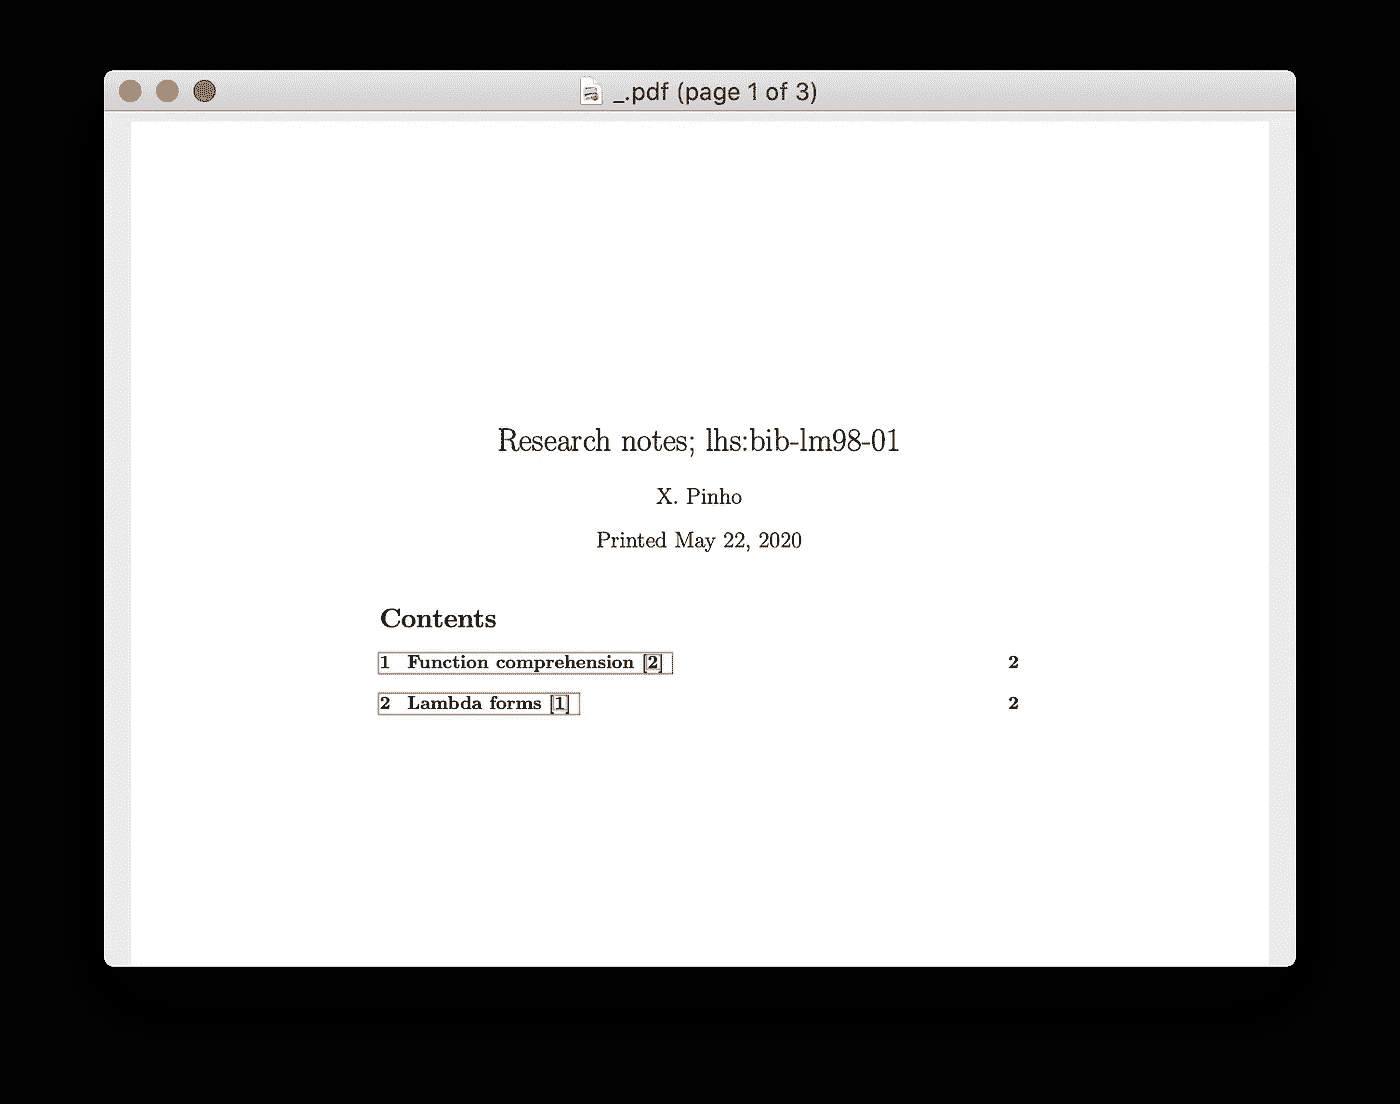 _.pdf (page 1 of 3)
Research notes; lhs:bib-lm98-01
X. Pinho
Printed May 22, 2020
Contents
1 Function comprehension [2] 2
2 Lambda forms [1] 2